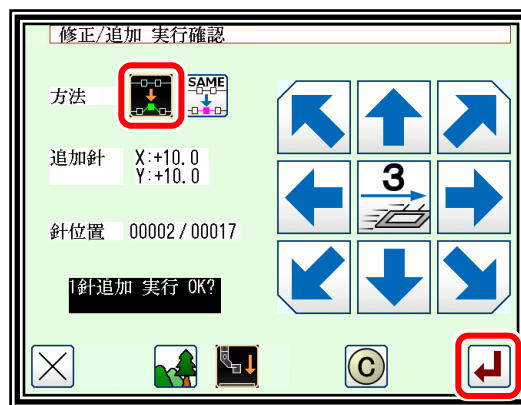 修正/追加 実行確認
方法
SAME
追加針 X:+10.0
Y:+10.0
3
針位置 00002/00017
1針追加 実行 OK?
C